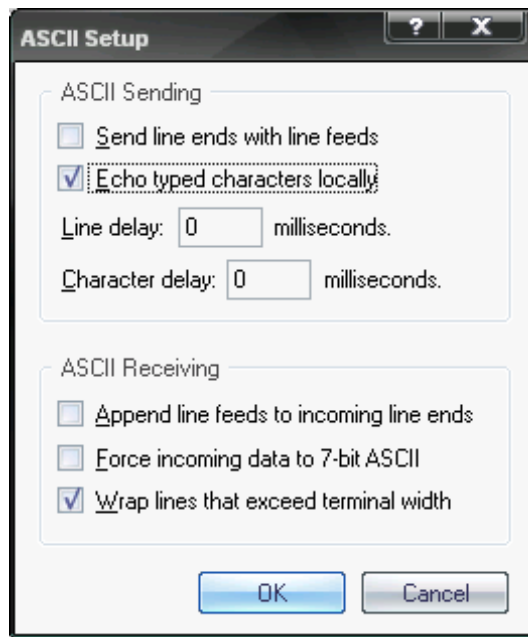 ASCII Setup
?
X
ASCII Sending
Send line ends with line feeds
Echo typed characters locally
Line delay: 0 milliseconds.
Character delay: 0 milliseconds.
ASCII Receiving
Append line feeds to incoming line ends
Force incoming data to 7-bit ASCII
Wrap lines that exceed terminal width
OK Cancel